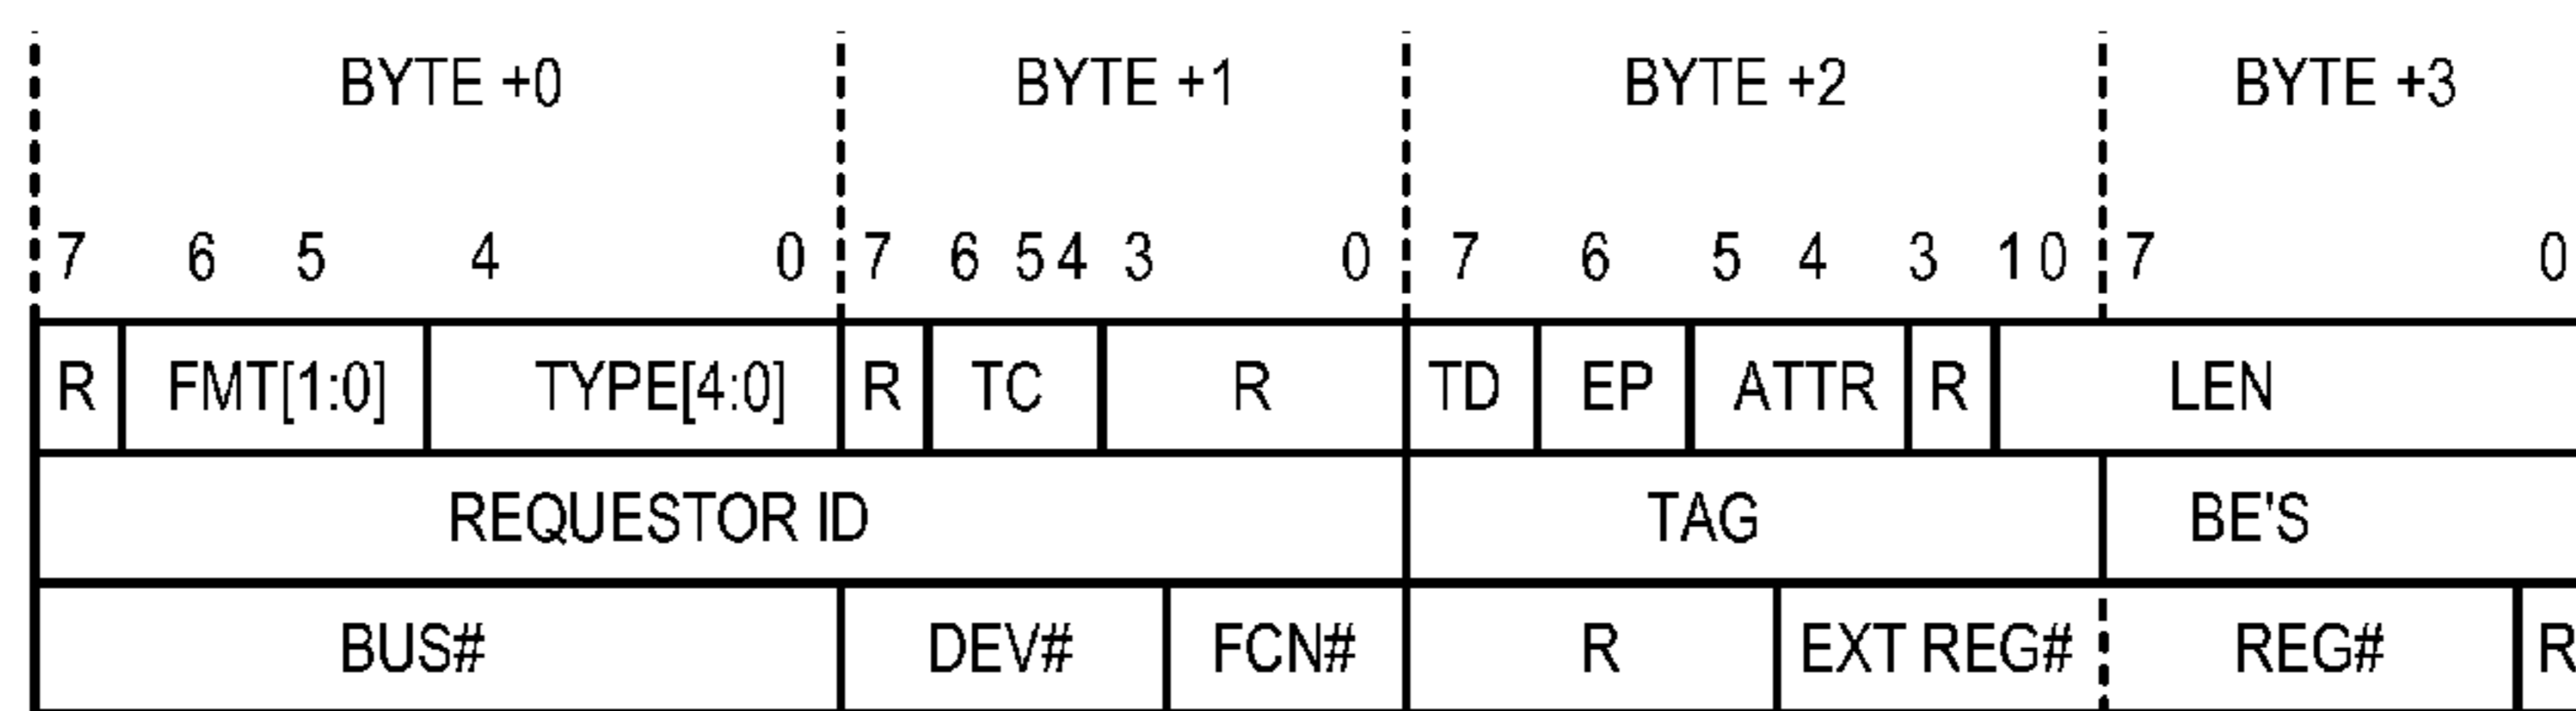 BYTE +0 BYTE +1 BYTE +2 BYTE +3
7 6 5 4 0 7 6 5 4 3 0 7 6 5 4 3 1 0 7 0
R FMT[1:0] TYPE[4:0] R TC R TD EP ATTR R LEN
REQUESTOR ID TAG BE'S
BUS# DEV# FCN# R EXT REG# REG# R